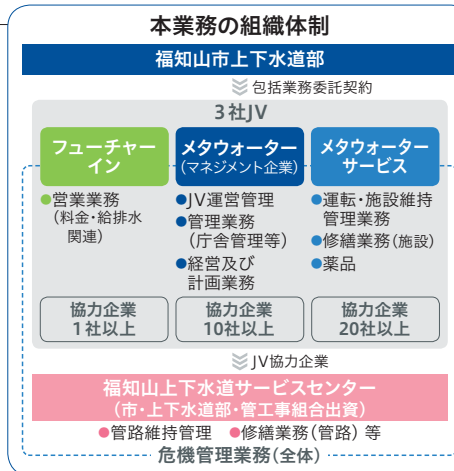 本業務の組織体制
福知山市上下水道部
包括業務委託契約
3社JV
フューチャー
イン
●営業業務
(料金・給排水
関連)
協力企業
1社以上
メタウォーター
(マネジメント企業)
●JV運営管理
●管理業務
(庁舎管理等)
●経営及び
計画業務
協力企業
10社以上
メタウォーター
サービス
●運転・施設維持
管理業務
●修繕業務(施設)
●薬品
協力企業
20社以上
JV協力企業
福知山上下水道サービスセンター
(市・上下水道部・管工事組合出資)
●管路維持管理 ●修繕業務(管路) 等
危機管理業務(全体)